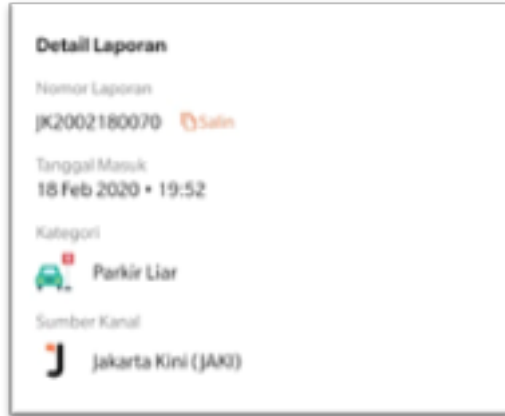 Detail Laporan
Nomor Laporan
JK2002180070 Salin
Tanggal Masuk
18 Feb 2020 • 19:52
Kategori
Parkir Liar
Sumber Kanal
Jakarta Kini (JAKI)